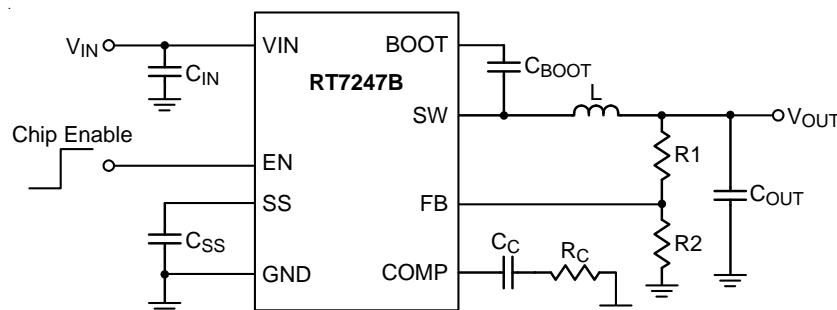 VIN
CIN
VIN
BOOT
CBOOT
RT7247B
SW
L
VOUT
Chip Enable
EN
R1
SS
FB
COUT
CSS
R2
GND
COMP
CC
RC